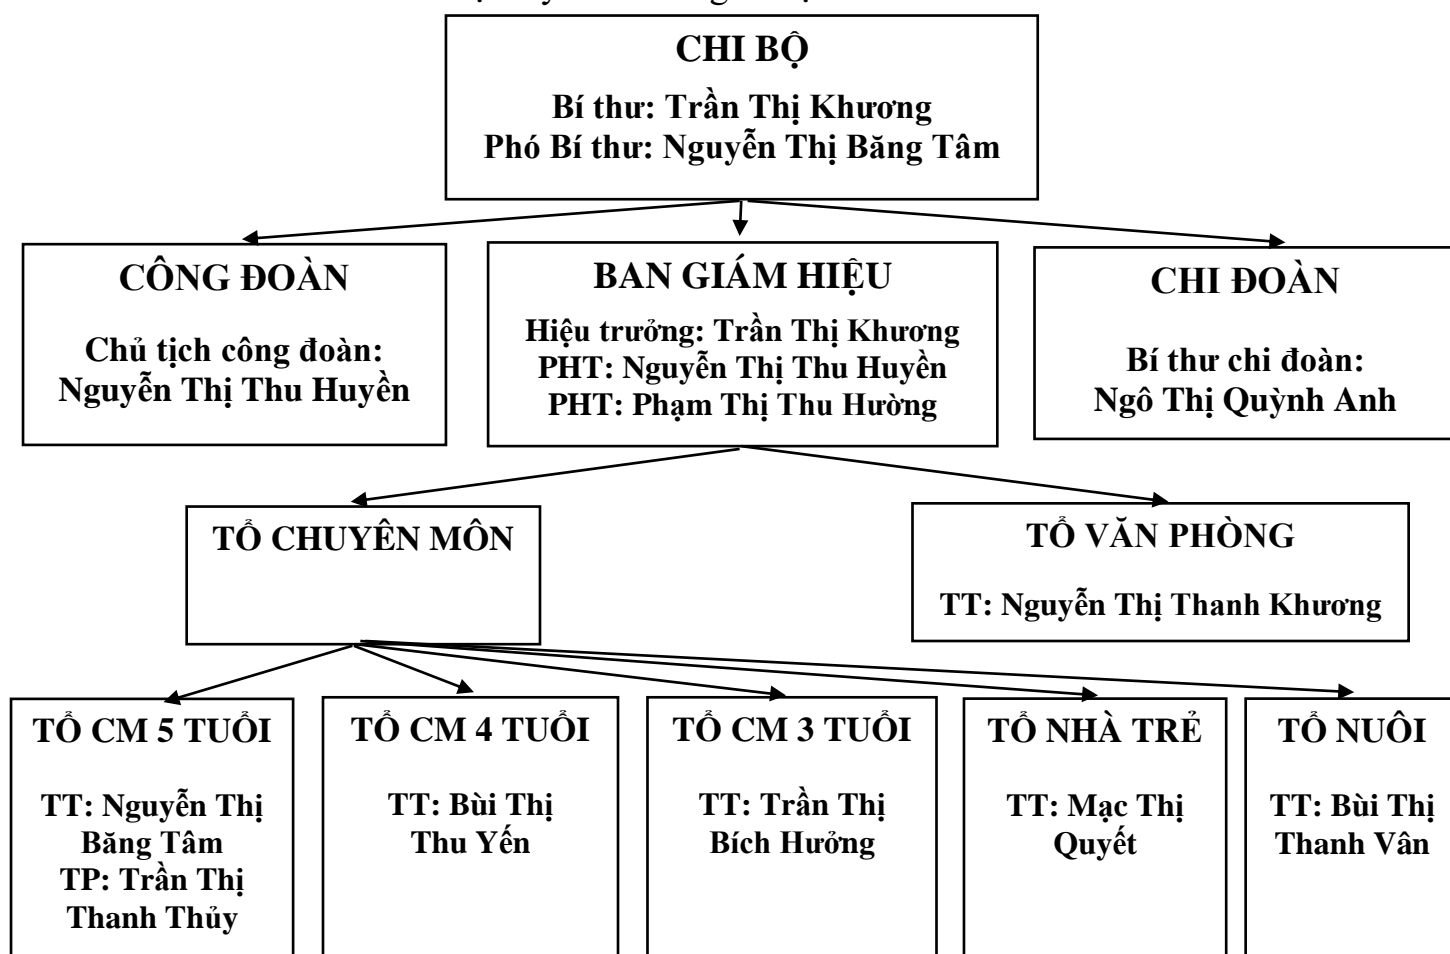 CHI BỘ
Bí thư: Trần Thị Khương
Phó Bí thư: Nguyễn Thị Băng Tâm
CÔNG ĐOÀN
Chủ tịch công đoàn:
Nguyễn Thị Thu Huyền
BAN GIÁM HIỆU
Hiệu trưởng: Trần Thị Khương
PHT: Nguyễn Thị Thu Huyền
PHT: Phạm Thị Thu Hường
CHI ĐOÀN
Bí thư chi đoàn:
Ngô Thị Quỳnh Anh
TỔ CHUYÊN MÔN
TỔ VĂN PHÒNG
TT: Nguyễn Thị Thanh Khương
TỔ CM 5 TUỔI
TT: Nguyễn Thị
Băng Tâm
TP: Trần Thị
Thanh Thủy
TỔ CM 4 TUỔI
TT: Bùi Thị
Thu Yến
TỔ CM 3 TUỔI
TT: Trần Thị
Bích Hưởng
TỔ NHÀ TRẺ
TT: Mạc Thị
Quyết
TỔ NUÔI
TT: Bùi Thị
Thanh Vân